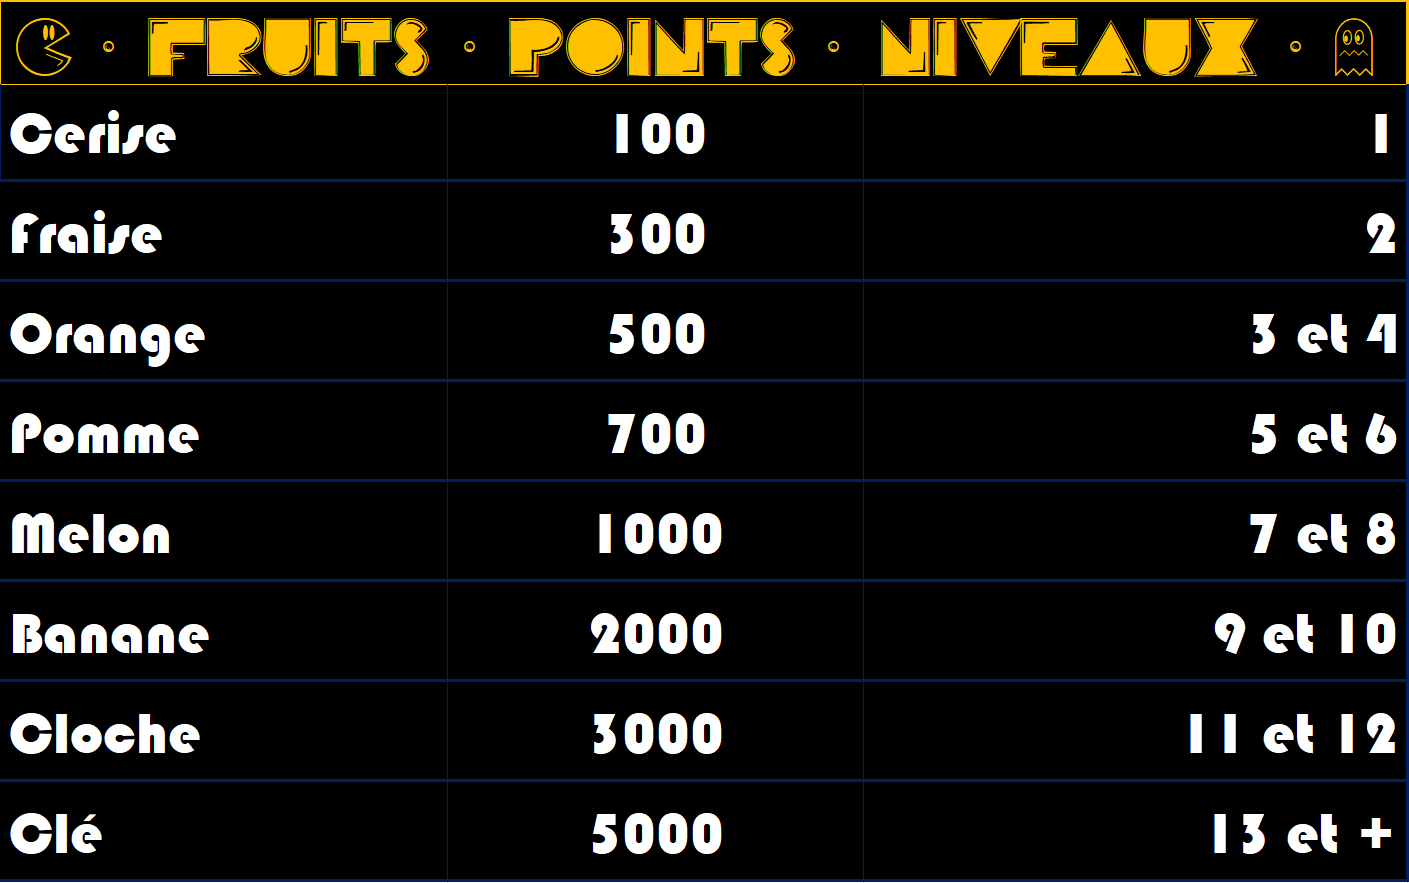 FRUITS • POINTS • NIVEAUX
Cerise 100 1
Fraise 300 2
Orange 500 3 et 4
Pomme 700 5 et 6
Melon 1000 7 et 8
Banane 2000 9 et 10
Cloche 3000 11 et 12
Clé 5000 13 et +